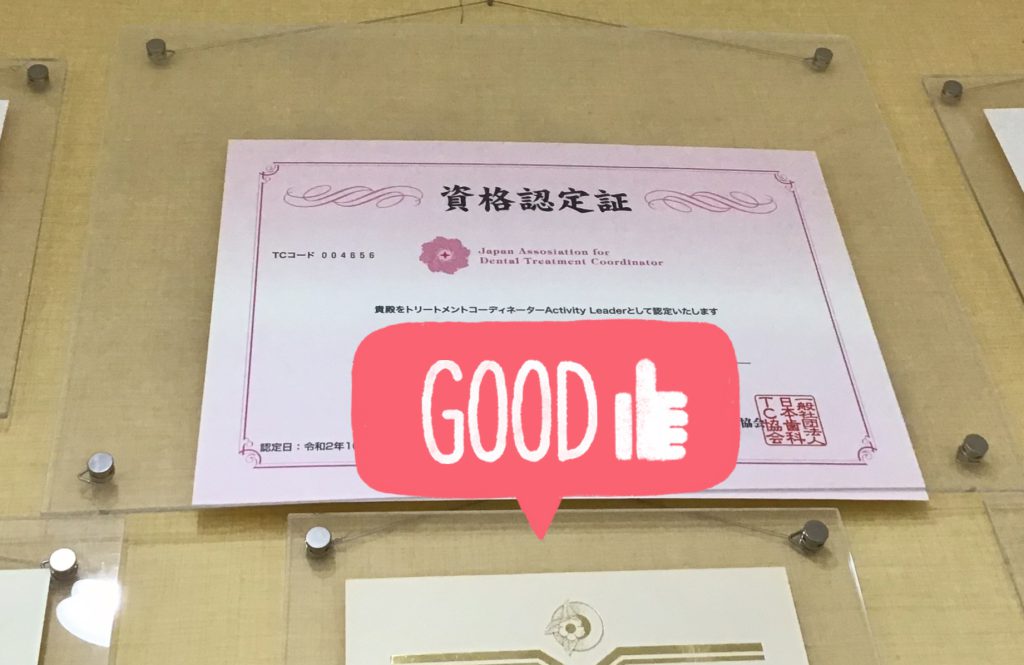 資格認定証
TCコード 004656
Japan Assosiation for
Dental Treatment Coordinator
貴殿をトリートメントコーディネーターActivity Leaderとして認定いたします
GOOD
認定日：令和2年1
協会
一般社団法人
日本歯科
TC協会